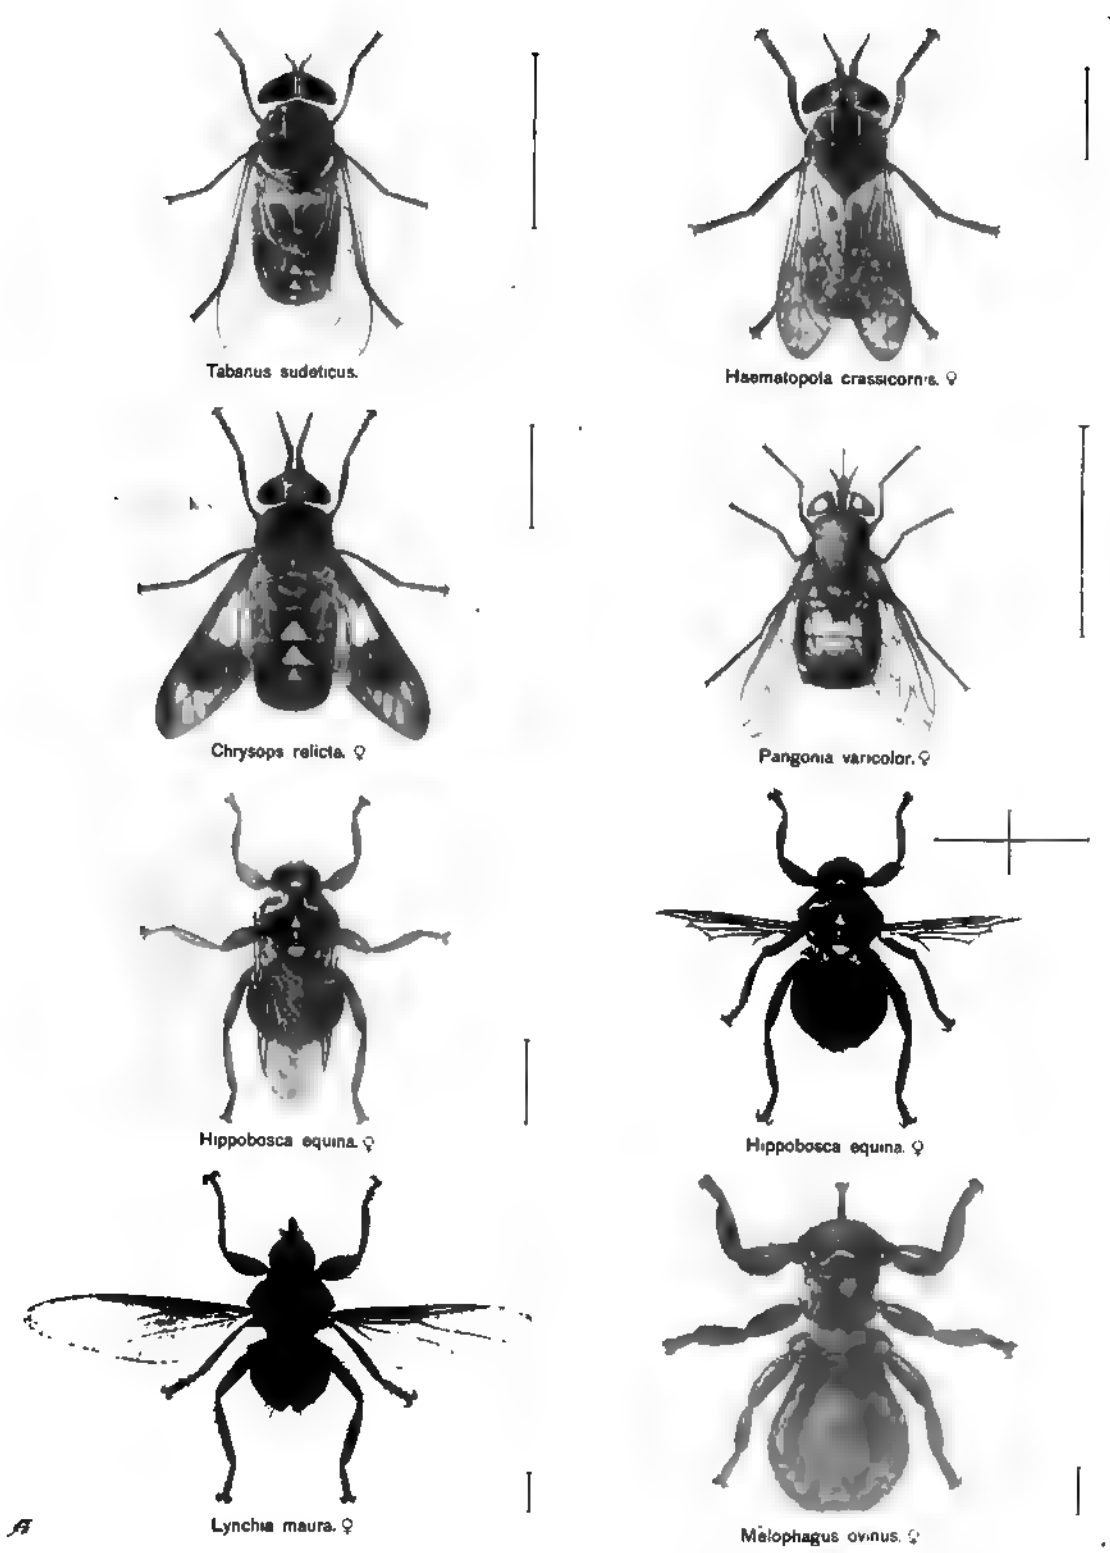 Tabanus sudeticus.
Haematopota crassicornis. ♀
Chrysops relicta. ♀
Pangonia varicolor. ♀
Hippobosca equina. ♀
Hippobosca equina. ♀
Lynchia maura. ♀
Melophagus ovinus. ♀